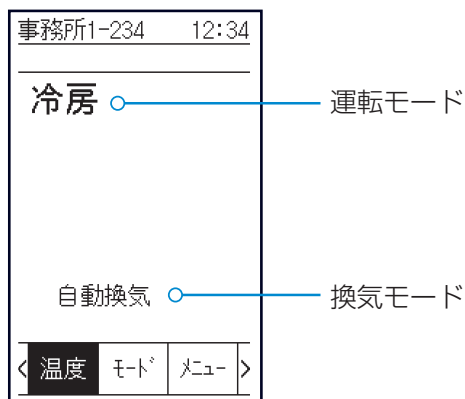 事務所1-234 12:34
冷房 運転モード
自動換気 換気モード
< 温度 ﾓｰﾄﾞ ﾒﾆｭｰ >